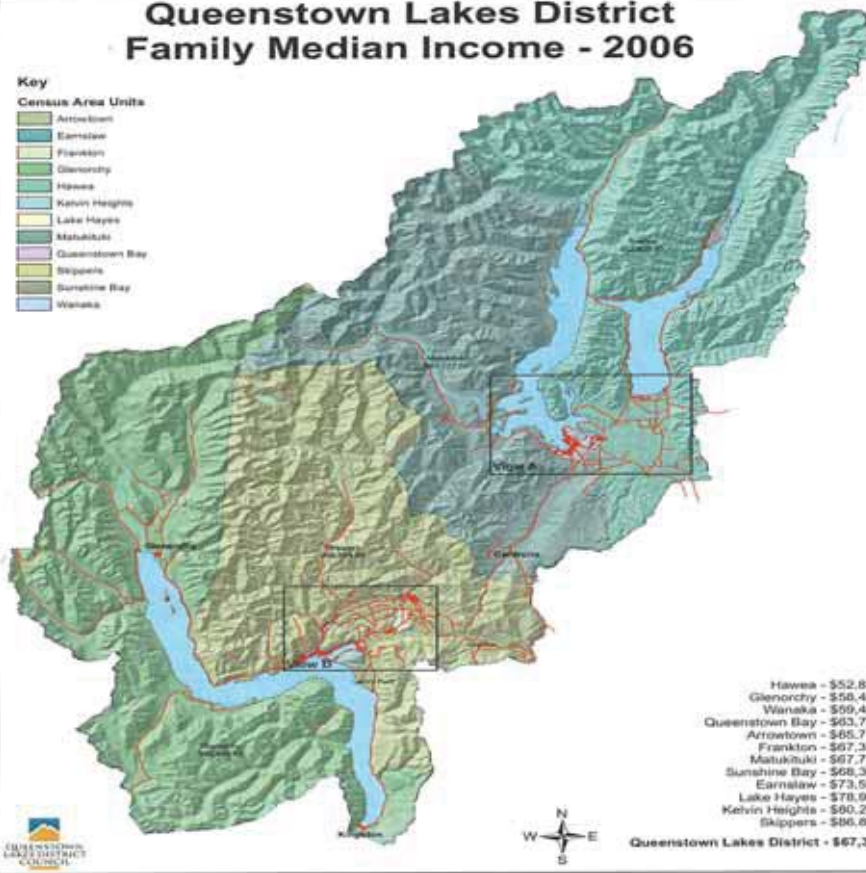 Queenstown Lakes District
Family Median Income - 2006
Key
Census Area Units
Arrowtown
Earnslaw
Frankton
Glenorchy
Hawea
Kelvin Heights
Lake Hayes
Matukituki
Queenstown Bay
Skippers
Sunshine Bay
Wanaka
View A
Glenorchy
Cardrona
View B
Kingston
Hawea - $52,8
Glenorchy - $58,4
Wanaka - $59,4
Queenstown Bay - $63,7
Arrowtown - $65,7
Frankton - $67,3
Matukituki - $67,7
Sunshine Bay - $68,3
Earnslaw - $73,5
Lake Hayes - $78,9
Kelvin Heights - $80,2
Skippers - $86,8
Queenstown Lakes District - $67,3
N
W E
S
QUEENSTOWN
LAKES DISTRICT
COUNCIL